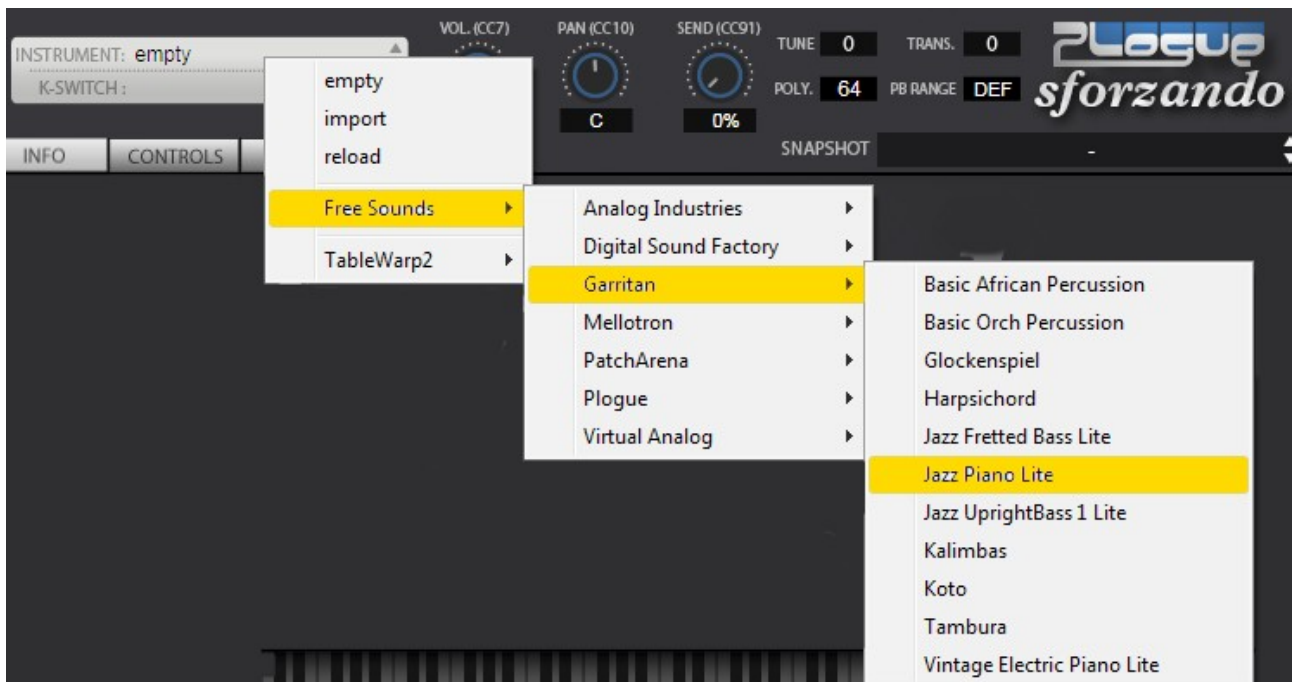 VOL. (CC7)
PAN (CC10)
SEND (CC91)
TUNE 0
TRANS. 0
Plogue
INSTRUMENT: empty
K-SWITCH :
POLY. 64
PB RANGE DEF
sforzando
C
0%
INFO
CONTROLS
SNAPSHOT -
empty
import
reload
Free Sounds
TableWarp2
Analog Industries
Digital Sound Factory
Garritan
Mellotron
PatchArena
Plogue
Virtual Analog
Basic African Percussion
Basic Orch Percussion
Glockenspiel
Harpsichord
Jazz Fretted Bass Lite
Jazz Piano Lite
Jazz UprightBass 1 Lite
Kalimbas
Koto
Tambura
Vintage Electric Piano Lite